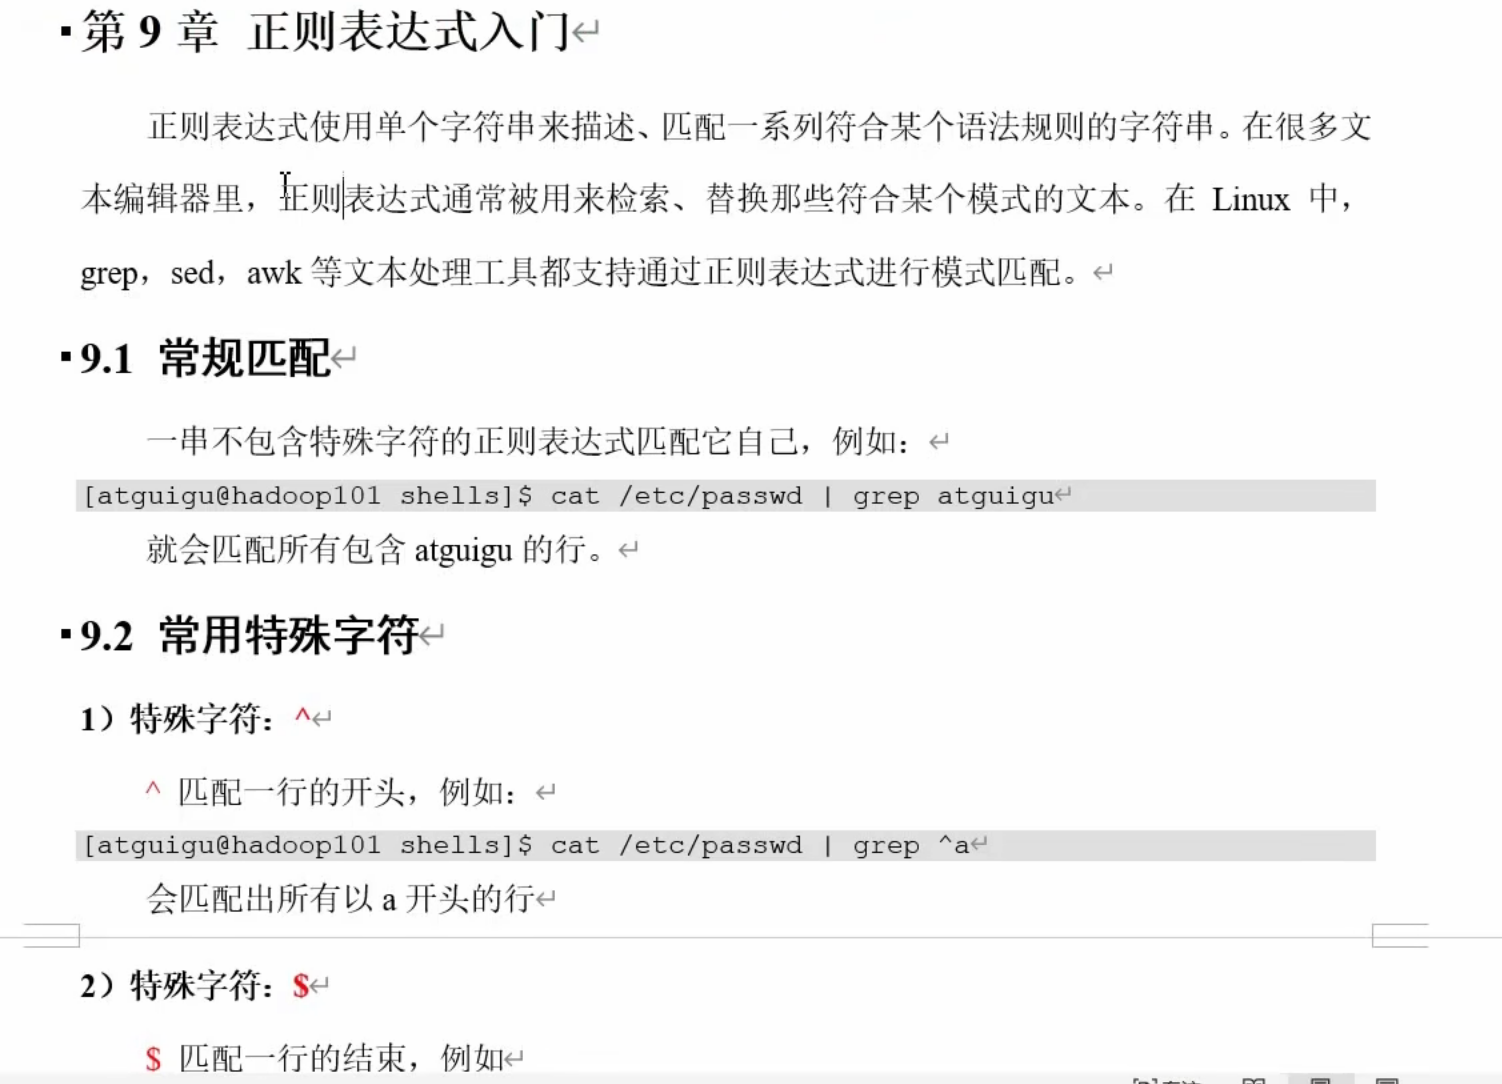 第 9 章 正则表达式入门
正则表达式使用单个字符串来描述、匹配一系列符合某个语法规则的字符串。在很多文
本编辑器里，正则表达式通常被用来检索、替换那些符合某个模式的文本。在 Linux 中，
grep，sed，awk 等文本处理工具都支持通过正则表达式进行模式匹配。
9.1 常规匹配
一串不包含特殊字符的正则表达式匹配它自己，例如：
[atguigu@hadoop101 shells]$ cat /etc/passwd | grep atguigu
就会匹配所有包含 atguigu 的行。
9.2 常用特殊字符
1）特殊字符：^
^ 匹配一行的开头，例如：
[atguigu@hadoop101 shells]$ cat /etc/passwd | grep ^a
会匹配出所有以 a 开头的行
2）特殊字符：$
$ 匹配一行的结束，例如